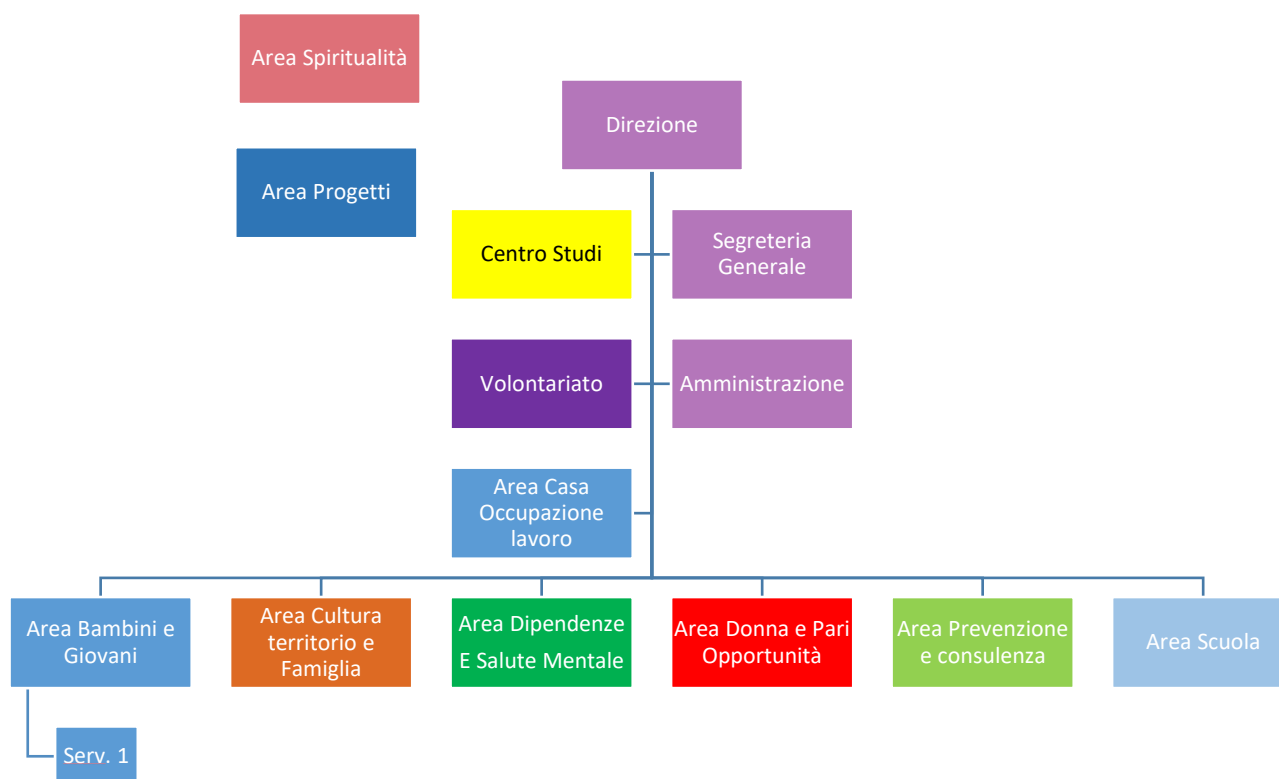 Area Spiritualità
Direzione
Area Progetti
Centro Studi
Segreteria
Generale
Volontariato
Amministrazione
Area Casa
Occupazione
lavoro
Area Bambini e
Giovani
Area Cultura
territorio e
Famiglia
Area Dipendenze
E Salute Mentale
Area Donna e Pari
Opportunità
Area Prevenzione
e consulenza
Area Scuola
Serv. 1